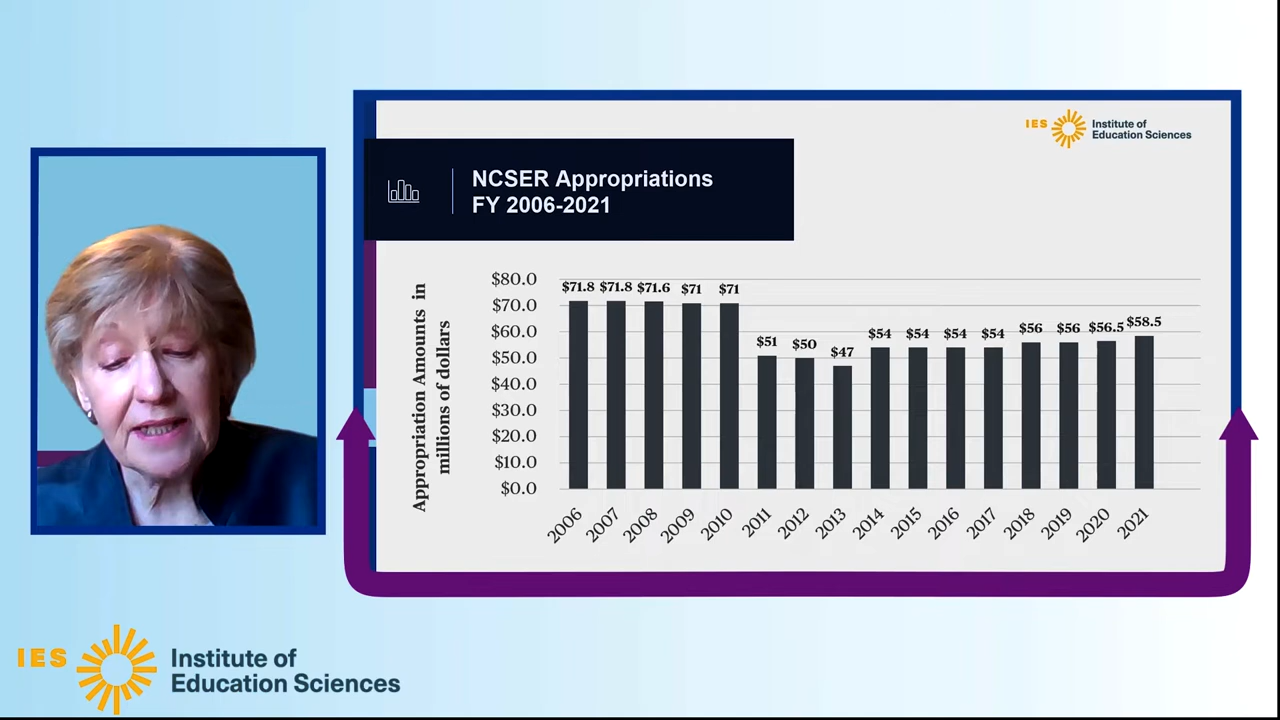 IES
Institute of
Education Sciences
NCSER Appropriations
FY 2006-2021
Appropriation Amounts in
millions of dollars
$80.0
$70.0
$60.0
$50.0
$40.0
$30.0
$20.0
$10.0
$0.0
$71.8 $71.8 $71.6 $71 $71 $51 $50 $47 $54 $54 $54 $54 $56 $56 $56.5 $58.5
2006 2007 2008 2009 2010 2011 2012 2013 2014 2015 2016 2017 2018 2019 2020 2021
IES
Institute of
Education Sciences